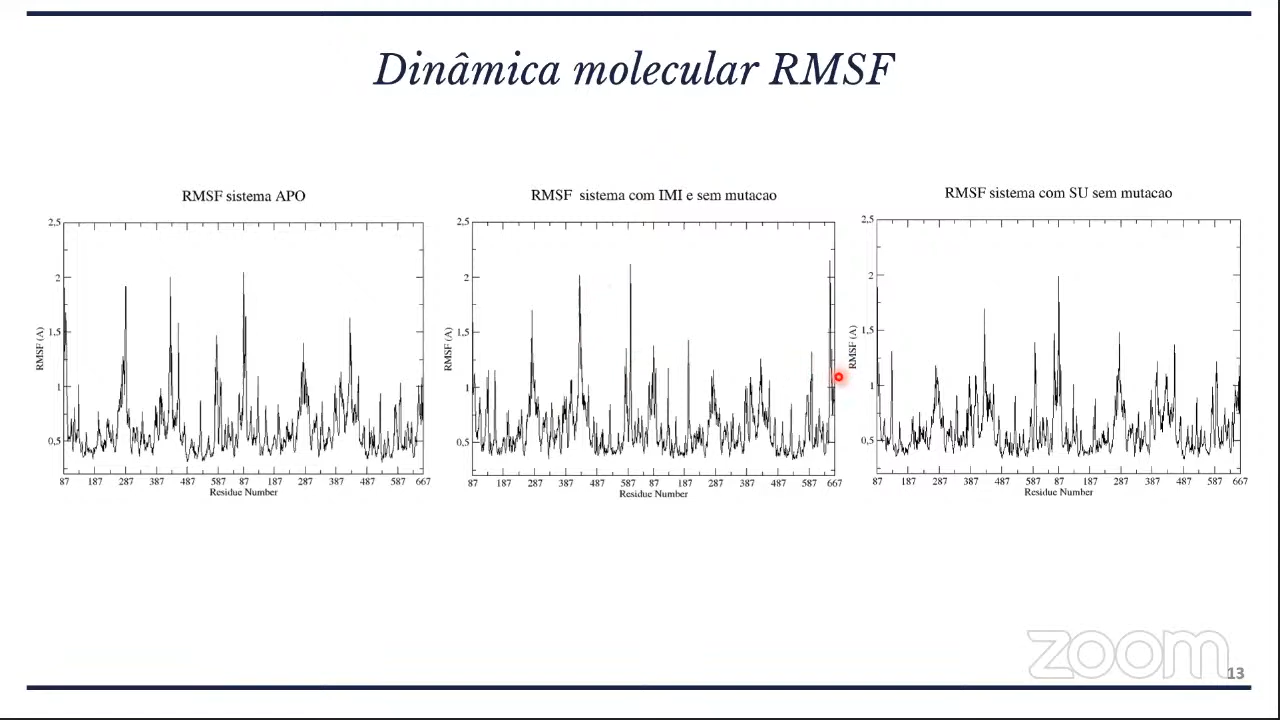 Dinâmica molecular RMSF
RMSF sistema APO
2,5
2
1,5
1
0,5
RMSF (A)
87 187 287 387 487 587 87 187 287 387 487 587 667
Residue Number
RMSF sistema com IMI e sem mutacao
2,5
2
1,5
1
0,5
RMSF (A)
87 187 287 387 487 587 87 187 287 387 487 587 667
Residue Number
RMSF sistema com SU sem mutacao
2,5
2
1,5
1
0,5
RMSF (A)
87 187 287 387 487 587 87 187 287 387 487 587 667
Residue Number
zoom
13